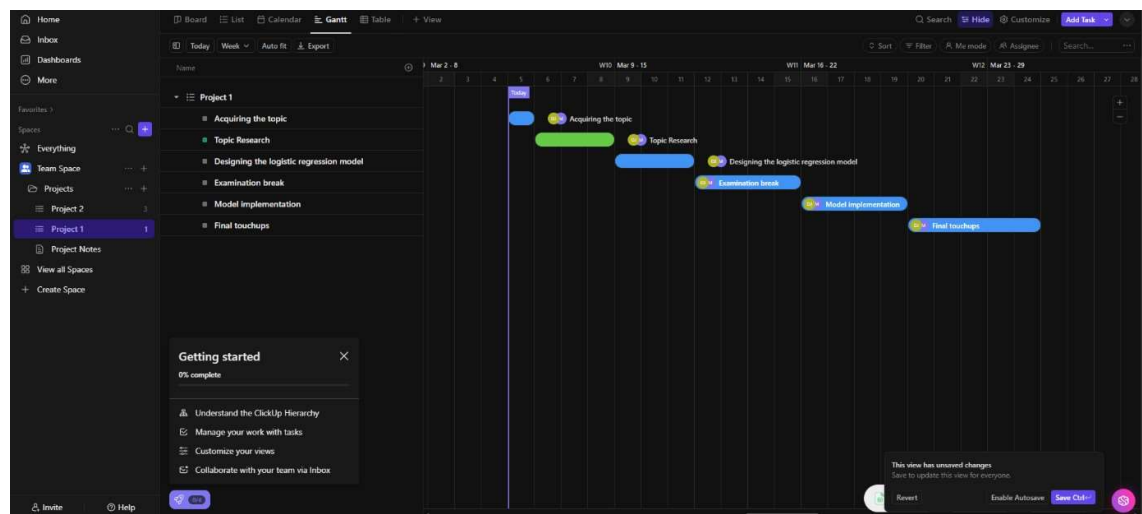 Home
Inbox
Dashboards
More
Favorites >
Spaces
Everything
Team Space
Projects
Project 2 3
Project 1 1
Project Notes
View all Spaces
+ Create Space
Invite Help
Board List Calendar Gantt Table + View
Search Hide Customize Add Task
Today Week Auto fit Export
Sort Filter Me mode Assignee Search...
Name
Mar 2 - 8 W10 Mar 9 - 15 W11 Mar 16 - 22 W12 Mar 23 - 29
2 3 4 5 6 7 8 9 10 11 12 13 14 15 16 17 18 19 20 21 22 23 24 25 26 27 28
Today
Project 1
Acquiring the topic
Topic Research
Designing the logistic regression model
Examination break
Model implementation
Final touchups
Acquiring the topic
Topic Research
Designing the logistic regression model
Examination break
Model implementation
Final touchups
Getting started
0% complete
Understand the ClickUp Hierarchy
Manage your work with tasks
Customize your views
Collaborate with your team via Inbox
This view has unsaved changes
Save to update this view for everyone.
Revert Enable Autosave Save Ctrl+↵